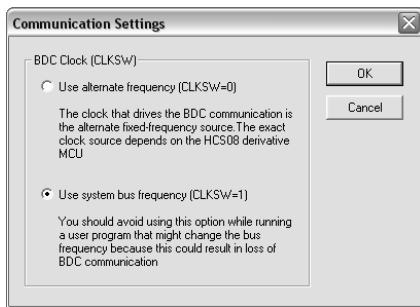 Communication Settings
BDC Clock (CLKSW)
Use alternate frequency (CLKSW=0)
The clock that drives the BDC communication is
the alternate fixed-frequency source.The exact
clock source depends on the HCS08 derivative
MCU
Use system bus frequency (CLKSW=1)
You should avoid using this option while running
a user program that might change the bus
frequency because this could result in loss of
BDC communication
OK
Cancel